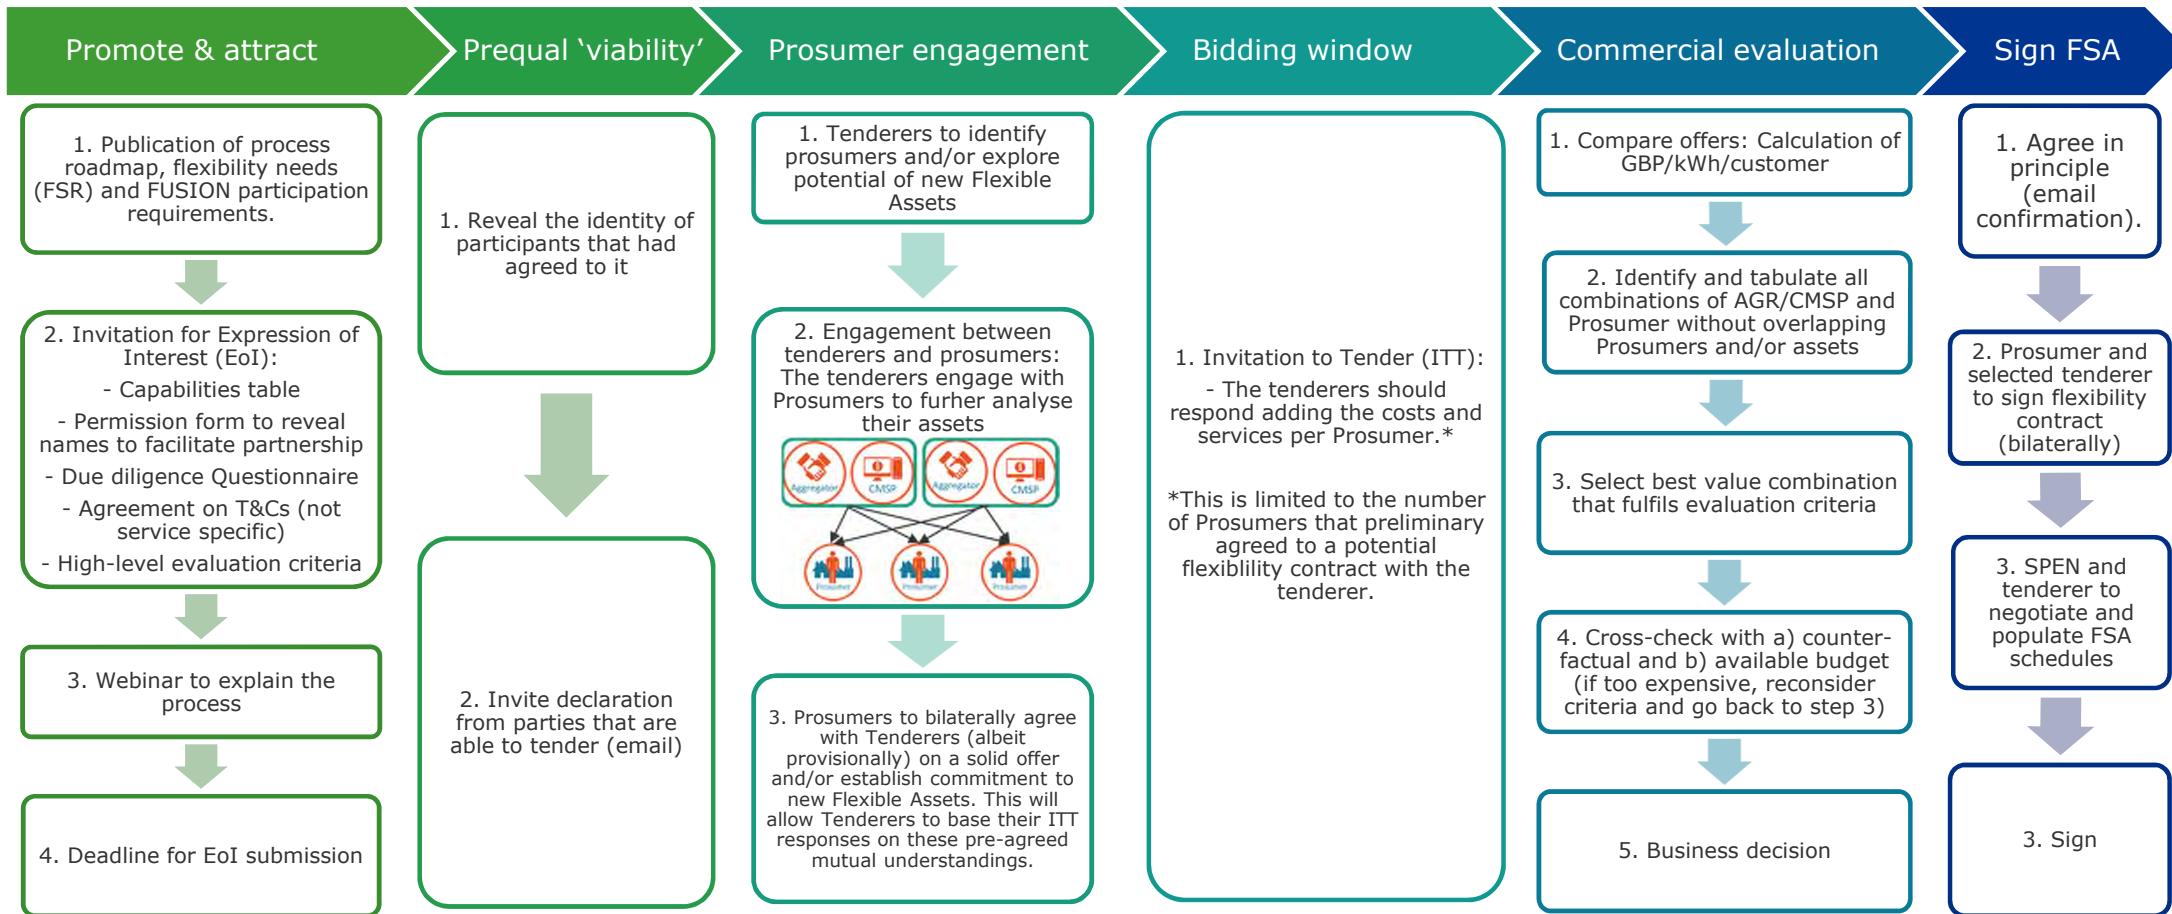 Promote & attract
Prequal ‘viability’
Prosumer engagement
Bidding window
Commercial evaluation
Sign FSA
1. Publication of process
roadmap, flexibility needs
(FSR) and FUSION participation
requirements.
2. Invitation for Expression of
Interest (EoI):
- Capabilities table
- Permission form to reveal
names to facilitate partnership
- Due diligence Questionnaire
- Agreement on T&Cs (not
service specific)
- High-level evaluation criteria
3. Webinar to explain the
process
4. Deadline for EoI submission
1. Reveal the identity of
participants that had
agreed to it
2. Invite declaration
from parties that are
able to tender (email)
1. Tenderers to identify
prosumers and/or explore
potential of new Flexible
Assets
2. Engagement between
tenderers and prosumers:
The tenderers engage with
Prosumers to furher analyse
their assets
Aggregator
CMSP
Aggregator
CMSP
Prosumer
Prosumer
Prosumer
3. Prosumers to bilaterally agree
with Tenderers (albeit
provisionally) on a solid offer
and/or establish commitment to
new Flexible Assets. This will
allow Tenderers to base their ITT
responses on these pre-agreed
mutual understandings.
1. Invitation to Tender (ITT):
- The tenderers should
respond adding the costs and
services per Prosumer.*
*This is limited to the number
of Prosumers that preliminary
agreed to a potential
flexiblility contract with the
tenderer.
1. Compare offers: Calculation of
GBP/kWh/customer
2. Identify and tabulate all
combinations of AGR/CMSP and
Prosumer without overlapping
Prosumers and/or assets
3. Select best value combination
that fulfils evaluation criteria
4. Cross-check with a) counter-
factual and b) available budget
(if too expensive, reconsider
criteria and go back to step 3)
5. Business decision
1. Agree in
principle
(email
confirmation).
2. Prosumer and
selected tenderer
to sign flexibility
contract
(bilaterally)
3. SPEN and
tenderer to
negotiate and
populate FSA
schedules
3. Sign